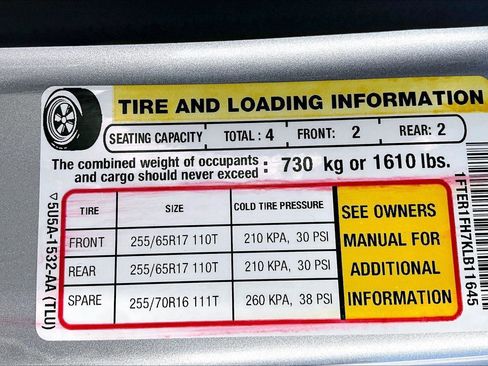 TIRE AND LOADING INFORMATION
SEATING CAPACITY TOTAL : 4 FRONT: 2 REAR: 2
The combined weight of occupants
and cargo should never exceed : 730 kg or 1610 lbs.
TIRE SIZE COLD TIRE PRESSURE
FRONT 255/65R17 110T 210 KPA, 30 PSI
REAR 255/65R17 110T 210 KPA, 30 PSI
SPARE 255/70R16 111T 260 KPA, 38 PSI
SEE OWNERS
MANUAL FOR
ADDITIONAL
INFORMATION
5U5A-1532-AA (TLU)
1FTER1FH7KLB11645